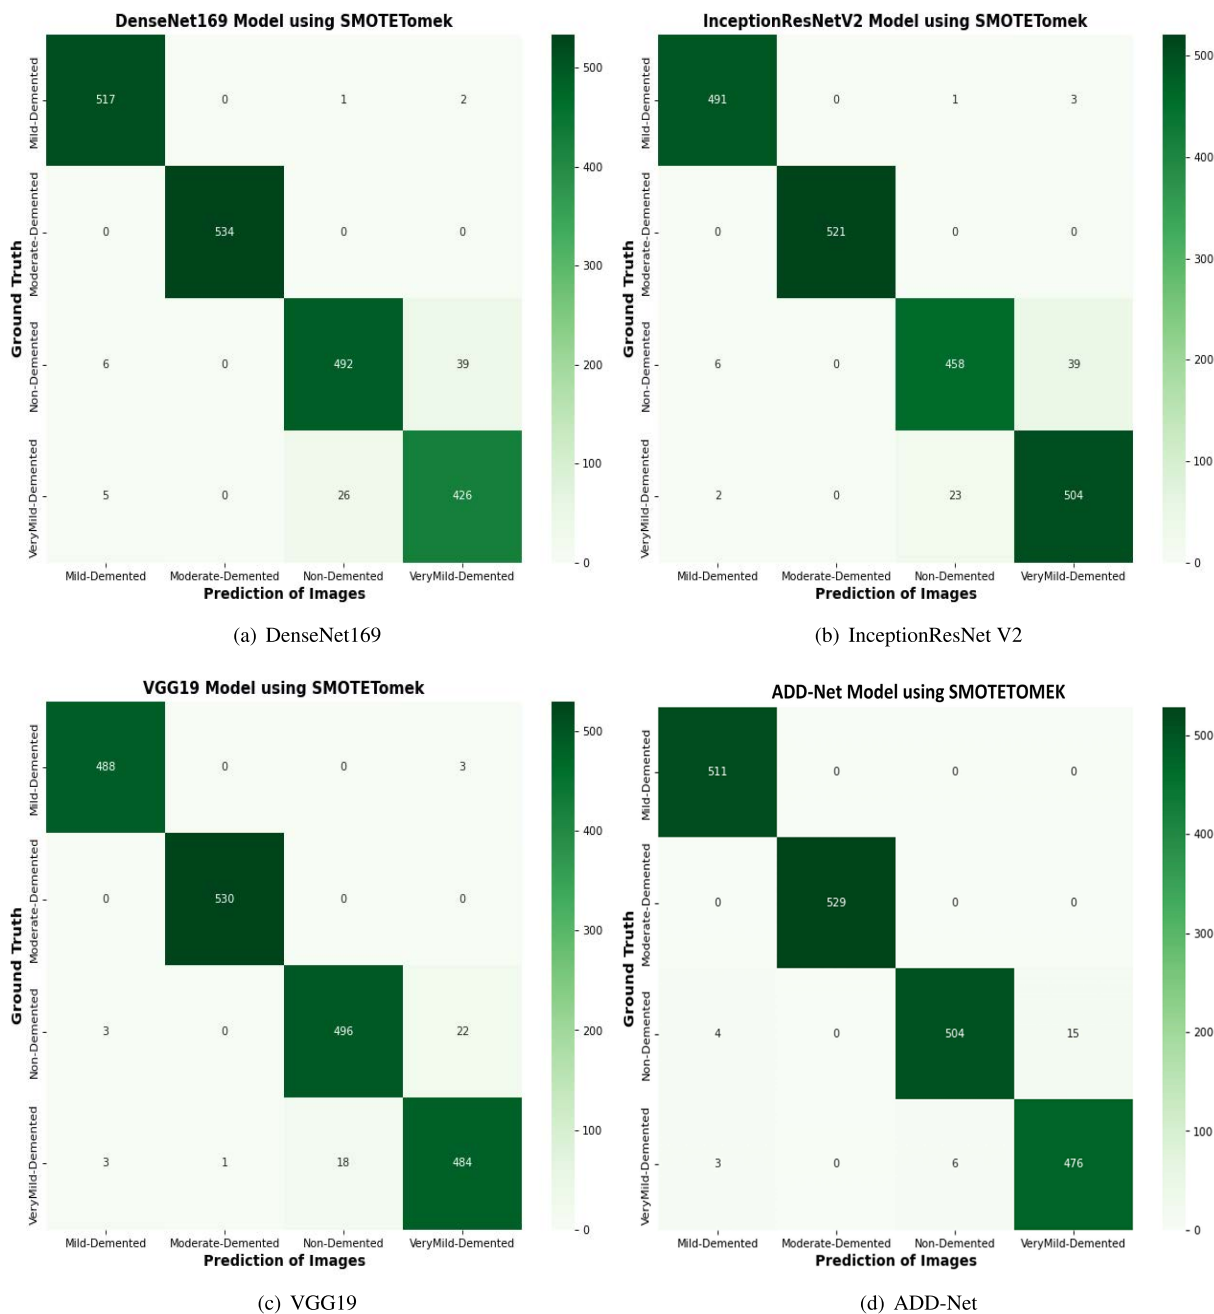 DenseNet169 Model using SMOTETomek
Mild-Demented
Moderate-Demented
Non-Demented
VeryMild-Demented
Ground Truth
517 0 1 2
0 534 0 0
6 0 492 39
5 0 26 426
500
400
300
200
100
0
Mild-Demented Moderate-Demented Non-Demented VeryMild-Demented
Prediction of Images
(a) DenseNet169
InceptionResNetV2 Model using SMOTETomek
Mild-Demented
Moderate-Demented
Non-Demented
VeryMild-Demented
Ground Truth
491 0 1 3
0 521 0 0
6 0 458 39
2 0 23 504
500
400
300
200
100
0
Mild-Demented Moderate-Demented Non-Demented VeryMild-Demented
Prediction of Images
(b) InceptionResNet V2
VGG19 Model using SMOTETomek
Mild-Demented
Moderate-Demented
Non-Demented
VeryMild-Demented
Ground Truth
488 0 0 3
0 530 0 0
3 0 496 22
3 1 18 484
500
400
300
200
100
0
Mild-Demented Moderate-Demented Non-Demented VeryMild-Demented
Prediction of Images
(c) VGG19
ADD-Net Model using SMOTETOMEK
Mild-Demented
Moderate-Demented
Non-Demented
VeryMild-Demented
Ground Truth
511 0 0 0
0 529 0 0
4 0 504 15
3 0 6 476
500
400
300
200
100
0
Mild-Demented Moderate-Demented Non-Demented VeryMild-Demented
Prediction of Images
(d) ADD-Net